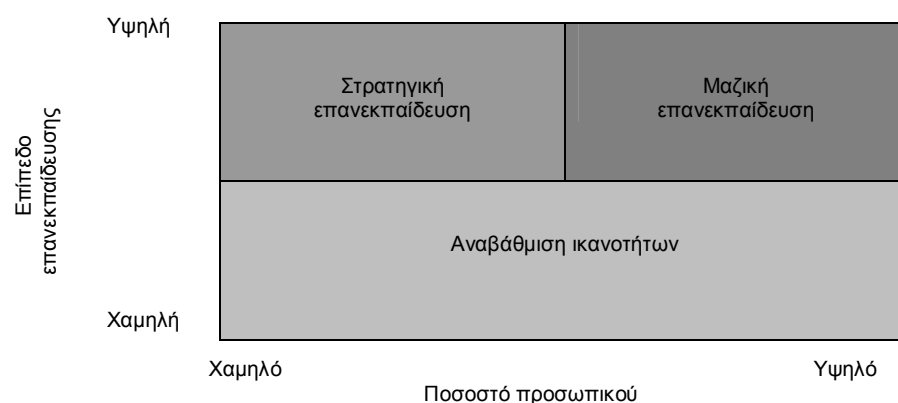 Υψηλή
Στρατηγική
επανεκπαίδευση
Μαζική
επανεκπαίδευση
Επίπεδο
επανεκπαίδευσης
Αναβάθμιση ικανοτήτων
Χαμηλή
Χαμηλό
Υψηλό
Ποσοστό προσωπικού